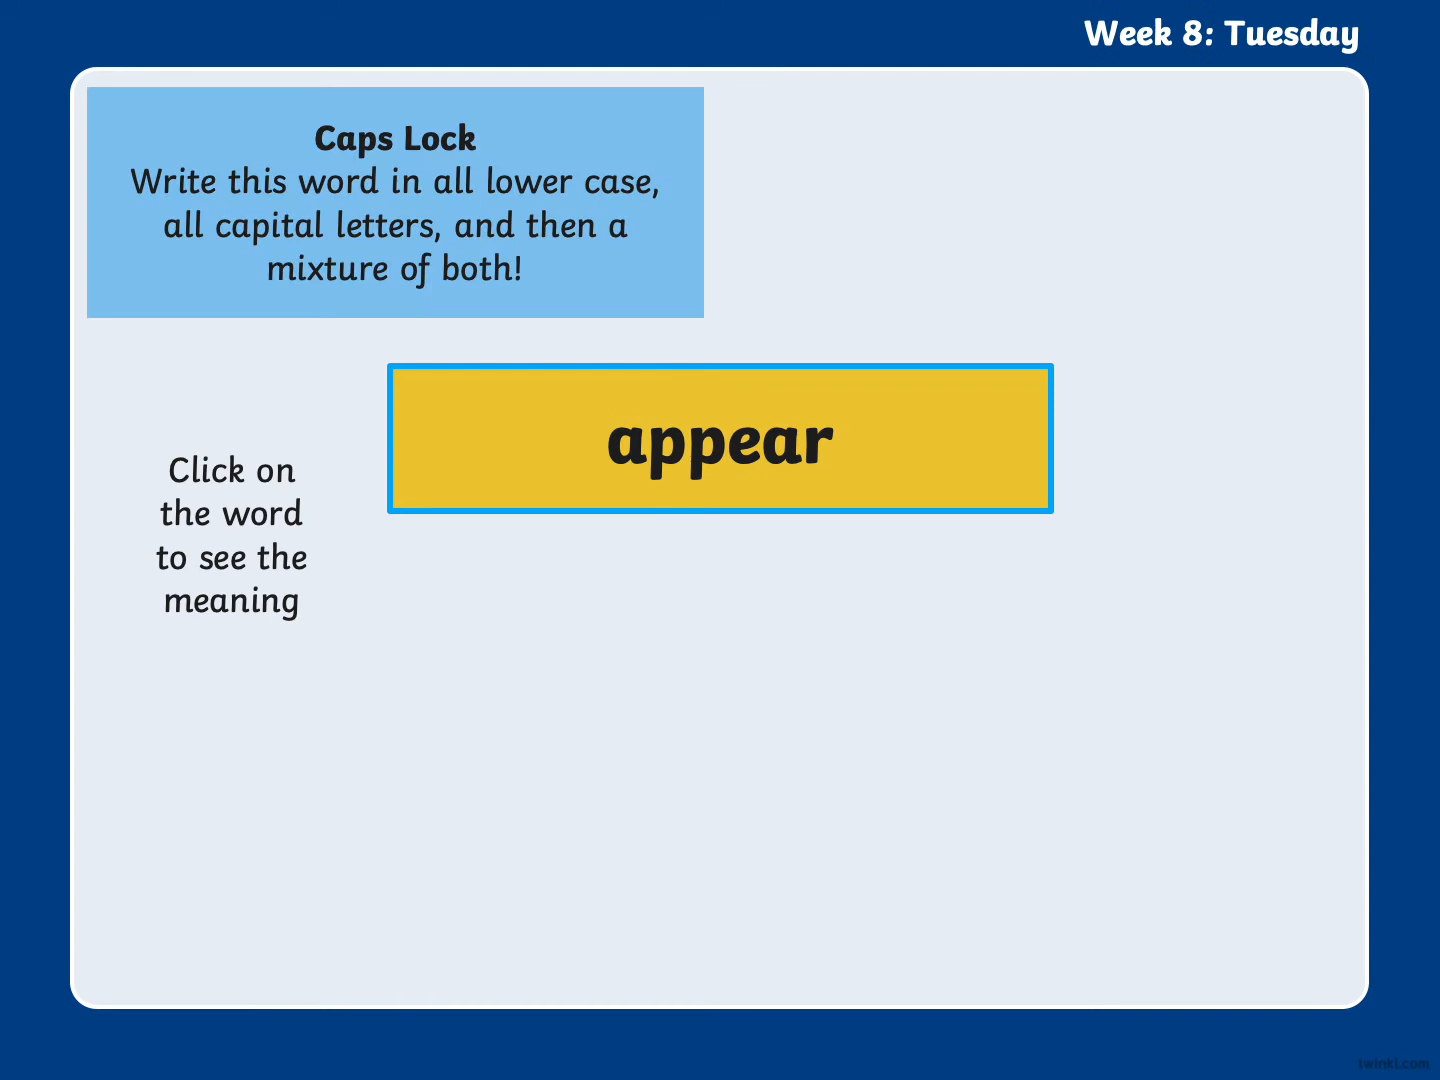 Week 8: Tuesday
Caps Lock
Write this word in all lower case,
all capital letters, and then a
mixture of both!
appear
Click on
the word
to see the
meaning
twinkl.com